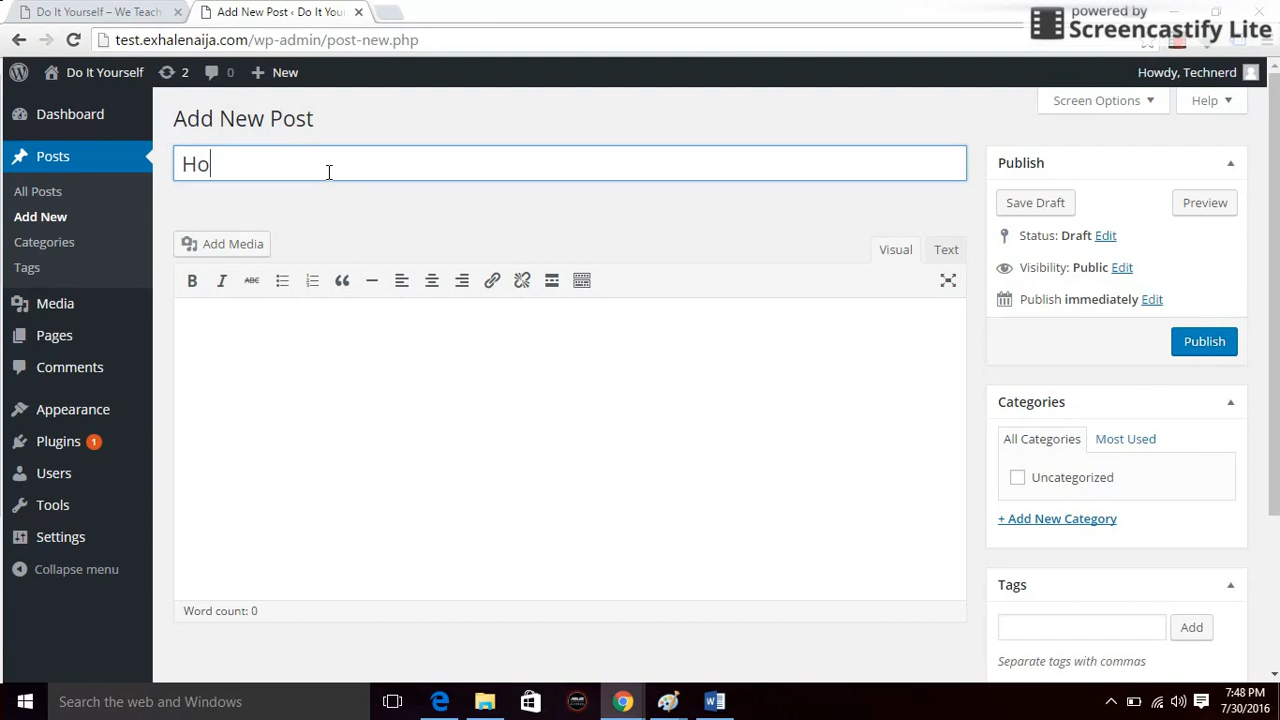 Do It Yourself – We Teach
Add New Post ‹ Do It You
powered by
Screencastify Lite
test.exhalenaija.com/wp-admin/post-new.php
Do It Yourself
2
0
New
Howdy, Technerd
Dashboard
Posts
All Posts
Add New
Categories
Tags
Media
Pages
Comments
Appearance
Plugins 1
Users
Tools
Settings
Collapse menu
Screen Options
Help
Add New Post
Ho
Add Media
Visual
Text
B I ABC
Word count: 0
Publish
Save Draft
Preview
Status: Draft Edit
Visibility: Public Edit
Publish immediately Edit
Publish
Categories
All Categories
Most Used
Uncategorized
+ Add New Category
Tags
Add
Separate tags with commas
Search the web and Windows
7:48 PM
7/30/2016